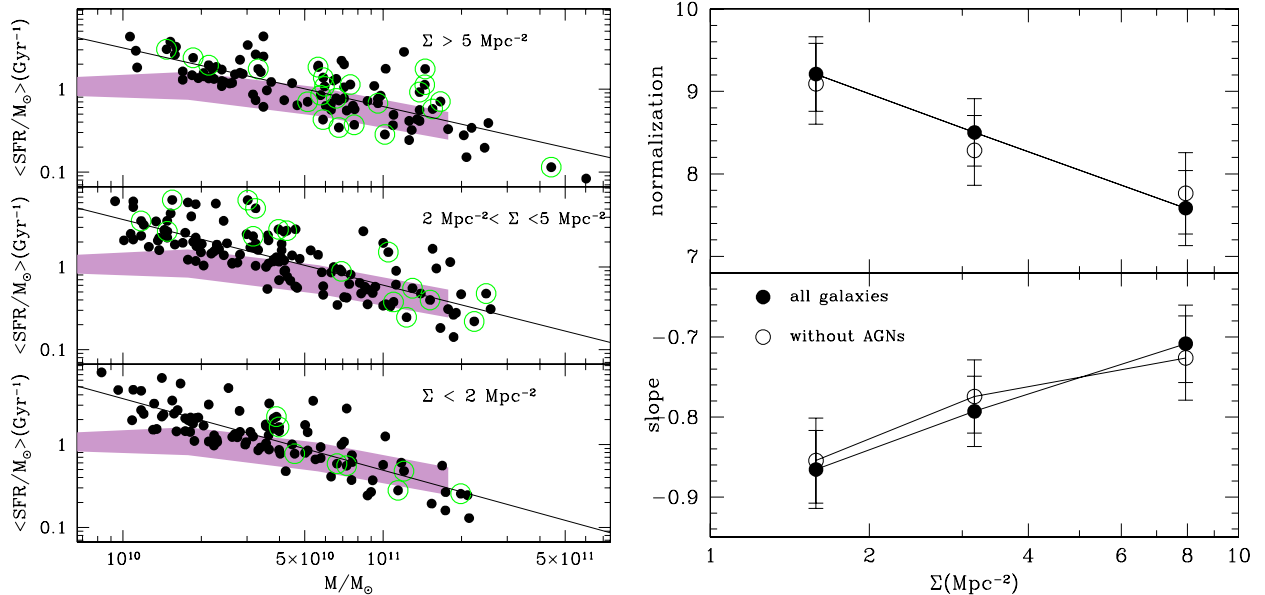 <SFR/M☉>(Gyr⁻¹)
1
0.1
Σ > 5 Mpc⁻²
<SFR/M☉>(Gyr⁻¹)
1
0.1
2 Mpc⁻²< Σ <5 Mpc⁻²
<SFR/M☉>(Gyr⁻¹)
1
0.1
Σ < 2 Mpc⁻²
10¹⁰ 5×10¹⁰ 10¹¹ 5×10¹¹
M/M☉
normalization
10
9
8
7
slope
−0.7
−0.8
−0.9
all galaxies
without AGNs
1 2 4 6 8 10
Σ(Mpc⁻²)